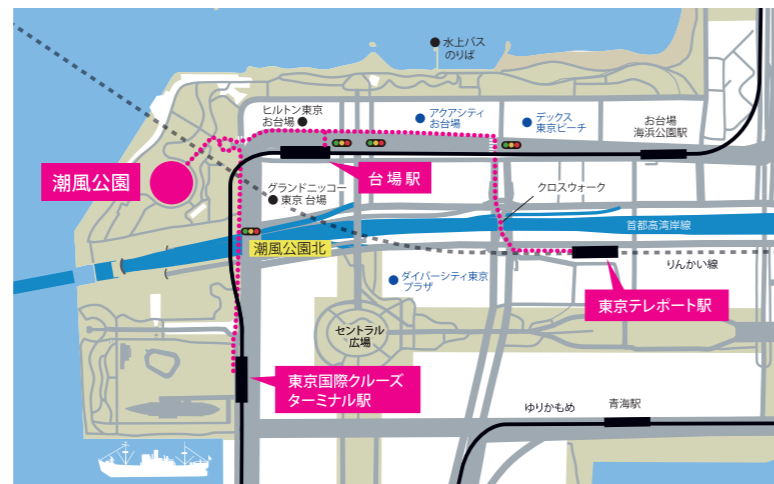 水上バス
のりば
ヒルトン東京
お台場
アクアシティ
お台場
デックス
東京ビーチ
お台場
海浜公園駅
潮風公園
台場駅
グランドニッコー
東京 台場
クロスウォーク
首都高湾岸線
潮風公園北
りんかい線
ダイバーシティ東京
プラザ
東京テレポート駅
セントラル
広場
東京国際クルーズ
ターミナル駅
ゆりかもめ
青海駅